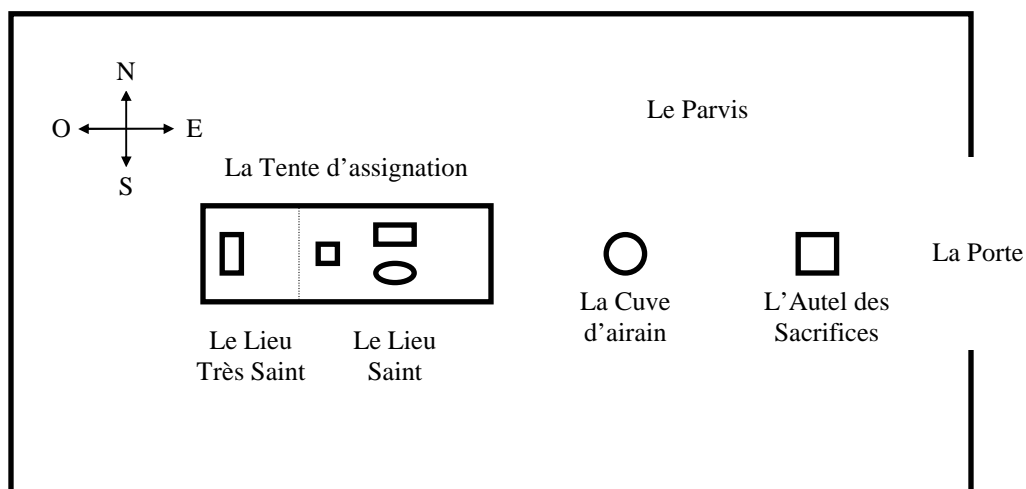 N
Le Parvis
O
E
S
La Tente d’assignation
La Porte
La Cuve
d’airain
L’Autel des
Sacrifices
Le Lieu
Très Saint
Le Lieu
Saint